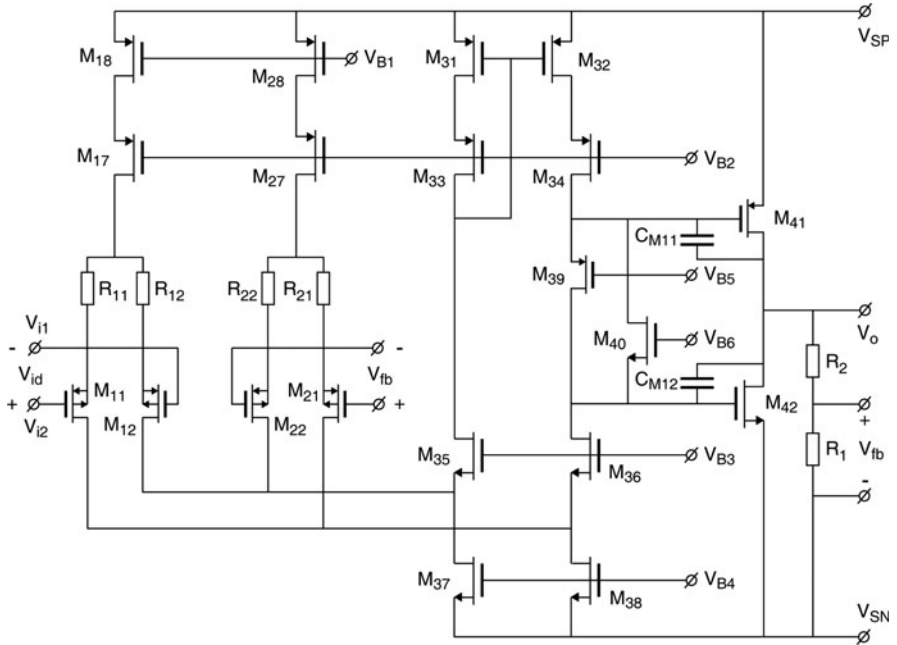 V_SP
M_18
M_28
V_B1
M_31
M_32
M_17
M_27
M_33
M_34
V_B2
C_M11
M_41
M_39
V_B5
R_11
R_12
R_22
R_21
V_i1
M_40
V_B6
V_o
-
-
R_2
V_id
M_11
M_21
V_fb
C_M12
M_42
+
+
+
V_i2
M_12
M_22
M_35
M_36
V_B3
R_1
V_fb
-
M_37
M_38
V_B4
V_SN